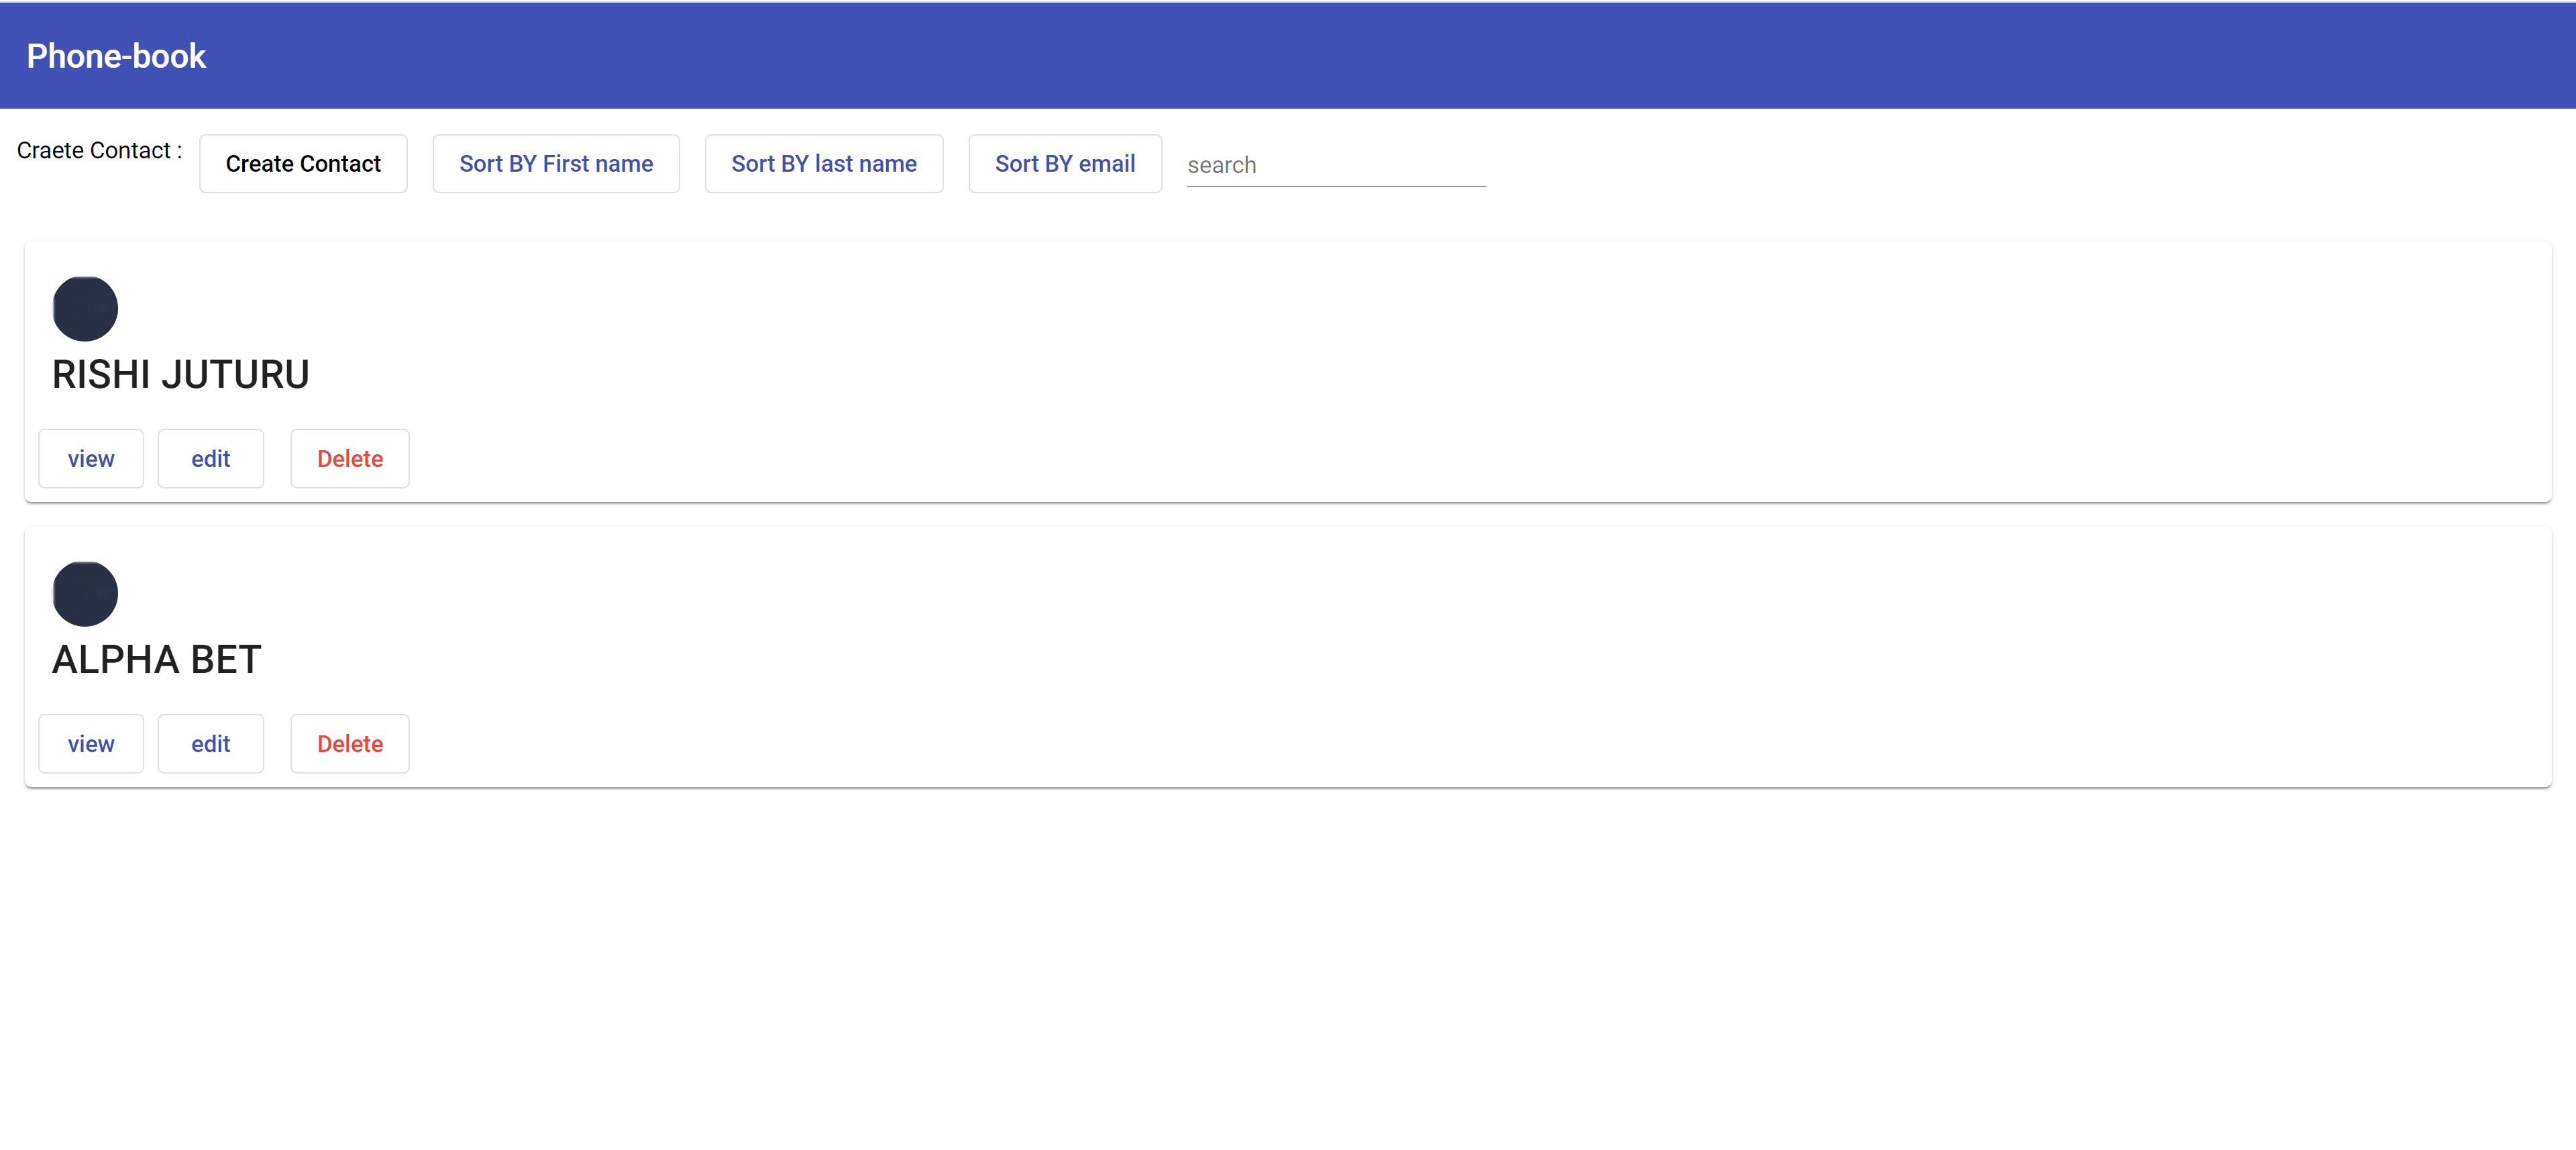 Phone-book
Craete Contact : Create Contact Sort BY First name Sort BY last name Sort BY email search
RISHI JUTURU
view edit Delete
ALPHA BET
view edit Delete